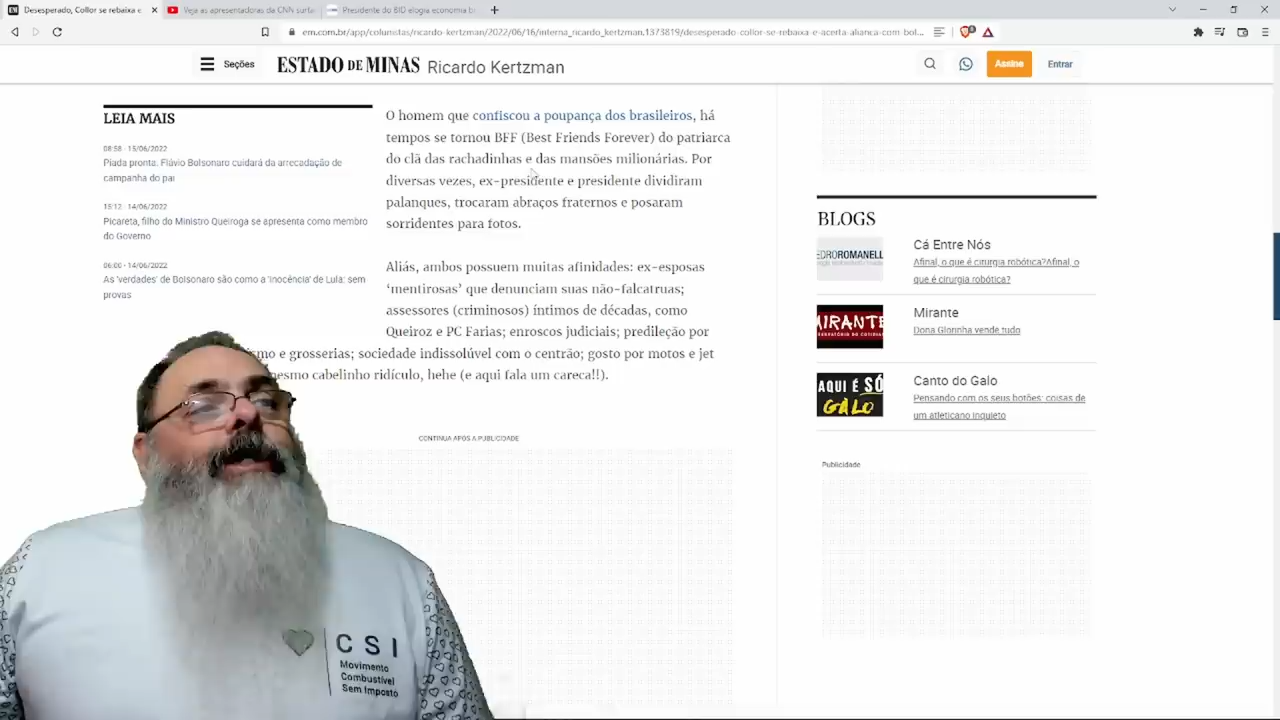 Desesperado, Collor se rebaixa e
Veja as apresentadoras da CNN surta
Presidente do BID elogia economia b
em.com.br/app/colunistas/ricardo-kertzman/2022/06/16/interna_ricardo_kertzman,1373819/desesperado-collor-se-rebaixa-e-acerta-alianca-com-bol...
Seções
ESTADO DE MINAS
Ricardo Kertzman
Assine
Entrar
LEIA MAIS
08:58 - 15/06/2022
Piada pronta: Flávio Bolsonaro cuidará da arrecadação de
campanha do pai
15:12 - 14/06/2022
Picareta, filho do Ministro Queiroga se apresenta como membro
do Governo
06:00 - 14/06/2022
As 'verdades' de Bolsonaro são como a 'inocência' de Lula: sem
provas
O homem que confiscou a poupança dos brasileiros, há
tempos se tornou BFF (Best Friends Forever) do patriarca
do clã das rachadinhas e das mansões milionárias. Por
diversas vezes, ex-presidente e presidente dividiram
palanques, trocaram abraços fraternos e posaram
sorridentes para fotos.
Aliás, ambos possuem muitas afinidades: ex-esposas
‘mentirosas’ que denunciam suas não-falcatruas;
assessores (criminosos) íntimos de décadas, como
Queiroz e PC Farias; enroscos judiciais; predileção por
mo e grosserias; sociedade indissolúvel com o centrão; gosto por motos e jet
mesmo cabelinho ridículo, hehe (e aqui fala um careca!!).
CONTINUA APÓS A PUBLICIDADE
BLOGS
EDROROMANELL
Cá Entre Nós
Afinal, o que é cirurgia robótica?Afinal, o
que é cirurgia robótica?
MIRANTE
Mirante
Dona Glorinha vende tudo
AQUI É SÓ
GALO
Canto do Galo
Pensando com os seus botões: coisas de
um atleticano inquieto
Publicidade
CSI
Movimento
Combustível
Sem Imposto